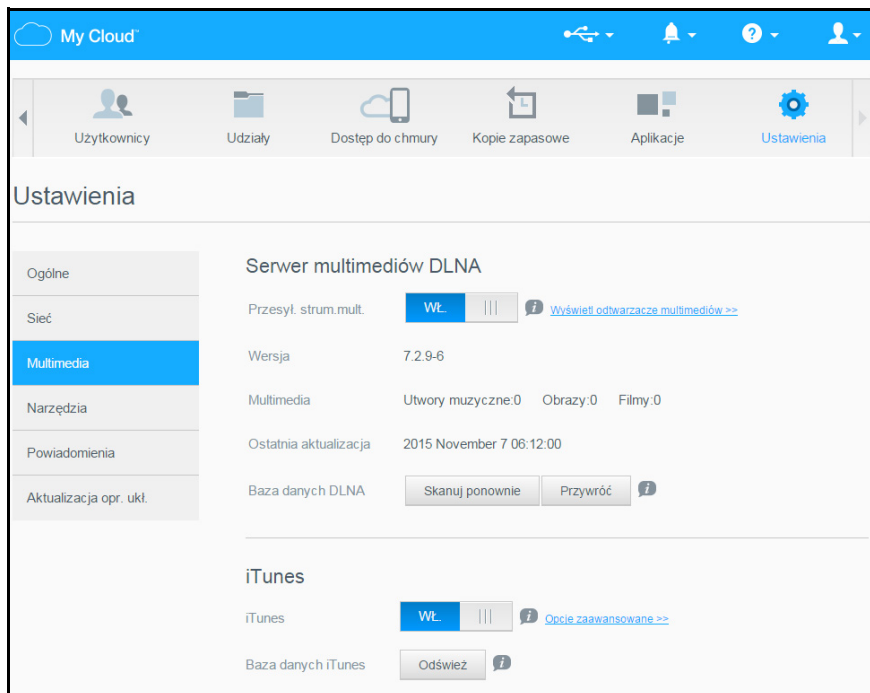 My Cloud™
Użytkownicy Udziały Dostęp do chmury Kopie zapasowe Aplikacje Ustawienia
Ustawienia
Ogólne
Sieć
Multimedia
Narzędzia
Powiadomienia
Aktualizacja opr. ukł.
Serwer multimediów DLNA
Przesył. strum.mult. WŁ. Wyświetl odtwarzacze multimediów >>
Wersja 7.2.9-6
Multimedia Utwory muzyczne:0 Obrazy:0 Filmy:0
Ostatnia aktualizacja 2015 November 7 06:12:00
Baza danych DLNA Skanuj ponownie Przywróć
iTunes
iTunes WŁ. Opcje zaawansowane >>
Baza danych iTunes Odśwież